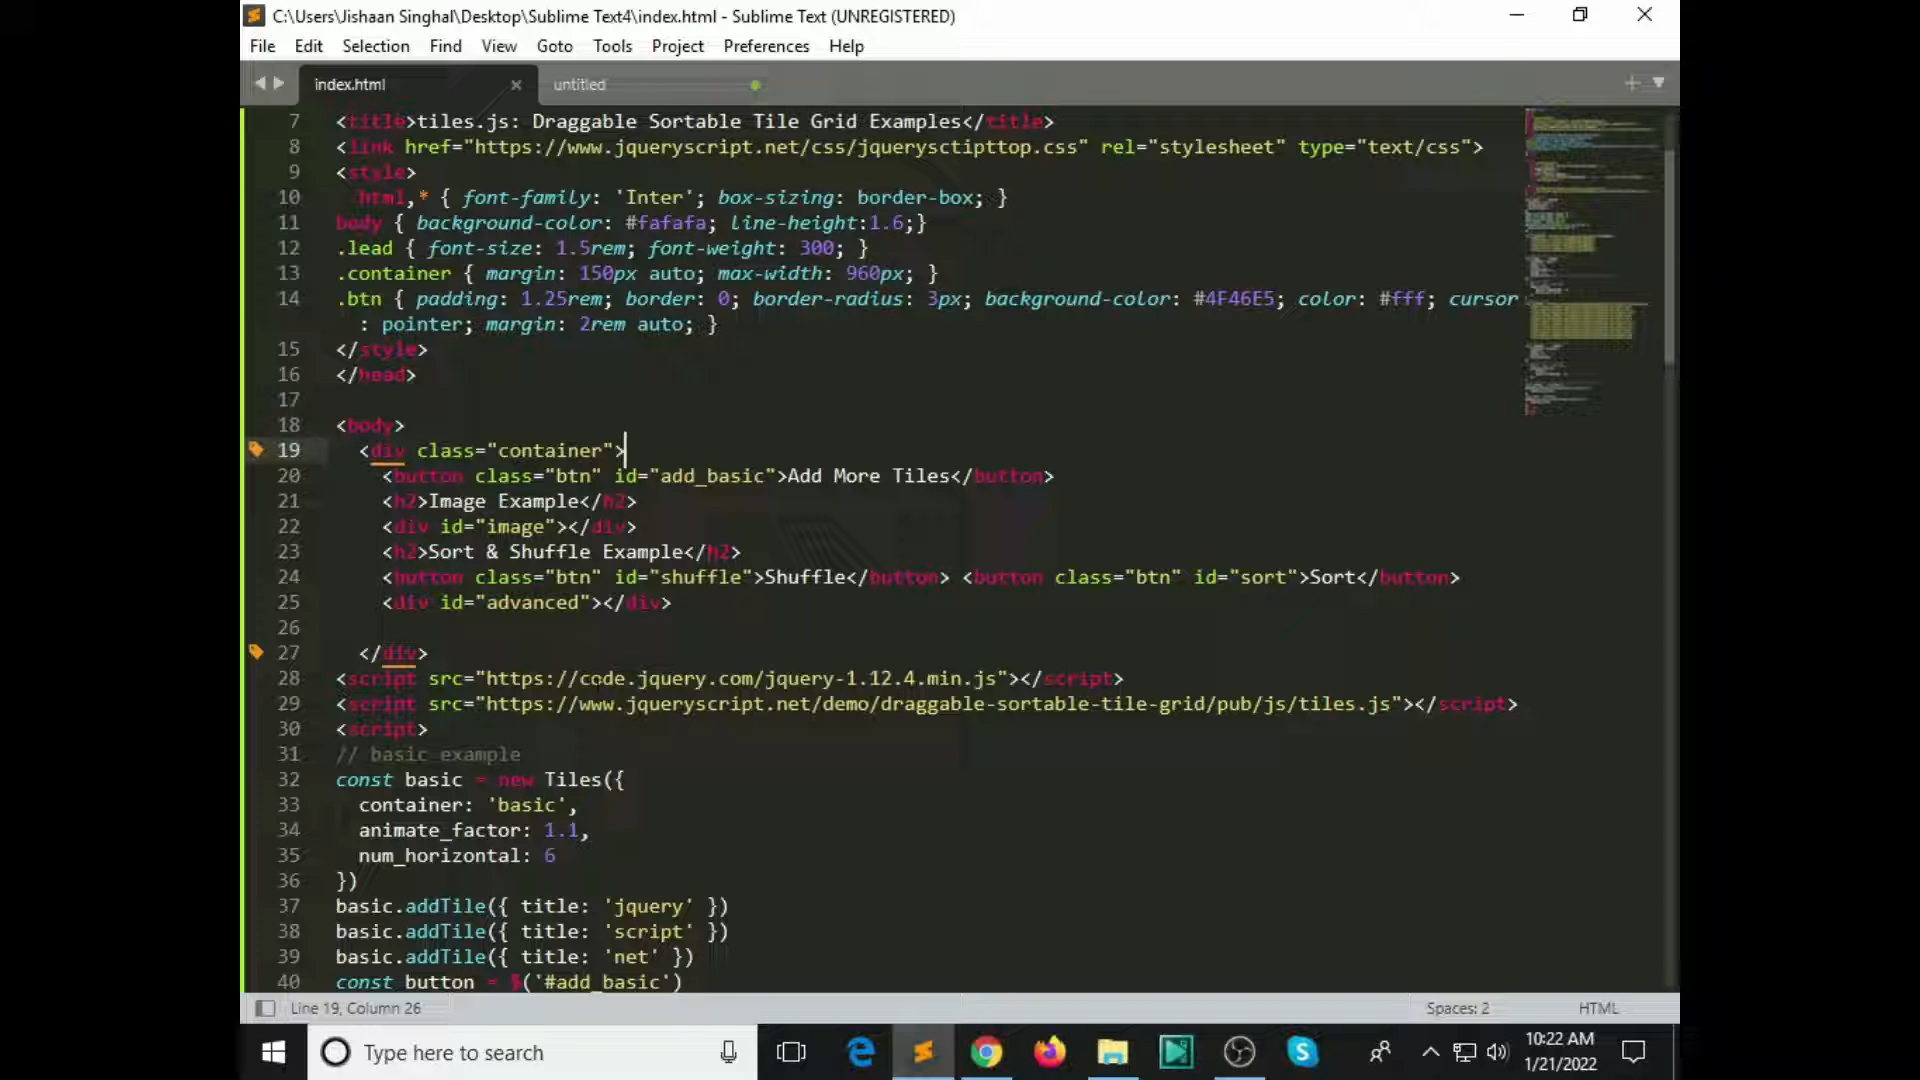 C:\Users\Jishaan Singhal\Desktop\Sublime Text4\index.html - Sublime Text (UNREGISTERED)
File Edit Selection Find View Goto Tools Project Preferences Help
index.html untitled
7 <title>tiles.js: Draggable Sortable Tile Grid Examples</title>
8 <link href="https://www.jqueryscript.net/css/jquerysctipttop.css" rel="stylesheet" type="text/css">
9 <style>
10 html,* { font-family: 'Inter'; box-sizing: border-box; }
11 body { background-color: #fafafa; line-height:1.6;}
12 .lead { font-size: 1.5rem; font-weight: 300; }
13 .container { margin: 150px auto; max-width: 960px; }
14 .btn { padding: 1.25rem; border: 0; border-radius: 3px; background-color: #4F46E5; color: #fff; cursor
: pointer; margin: 2rem auto; }
15 </style>
16 </head>
17
18 <body>
19 <div class="container">
20 <button class="btn" id="add_basic">Add More Tiles</button>
21 <h2>Image Example</h2>
22 <div id="image"></div>
23 <h2>Sort & Shuffle Example</h2>
24 <button class="btn" id="shuffle">Shuffle</button> <button class="btn" id="sort">Sort</button>
25 <div id="advanced"></div>
26
27 </div>
28 <script src="https://code.jquery.com/jquery-1.12.4.min.js"></script>
29 <script src="https://www.jqueryscript.net/demo/draggable-sortable-tile-grid/pub/js/tiles.js"></script>
30 <script>
31 // basic example
32 const basic = new Tiles({
33 container: 'basic',
34 animate_factor: 1.1,
35 num_horizontal: 6
36 })
37 basic.addTile({ title: 'jquery' })
38 basic.addTile({ title: 'script' })
39 basic.addTile({ title: 'net' })
40 const button = $('#add_basic')
Line 19, Column 26 Spaces: 2 HTML
Type here to search
10:22 AM
1/21/2022